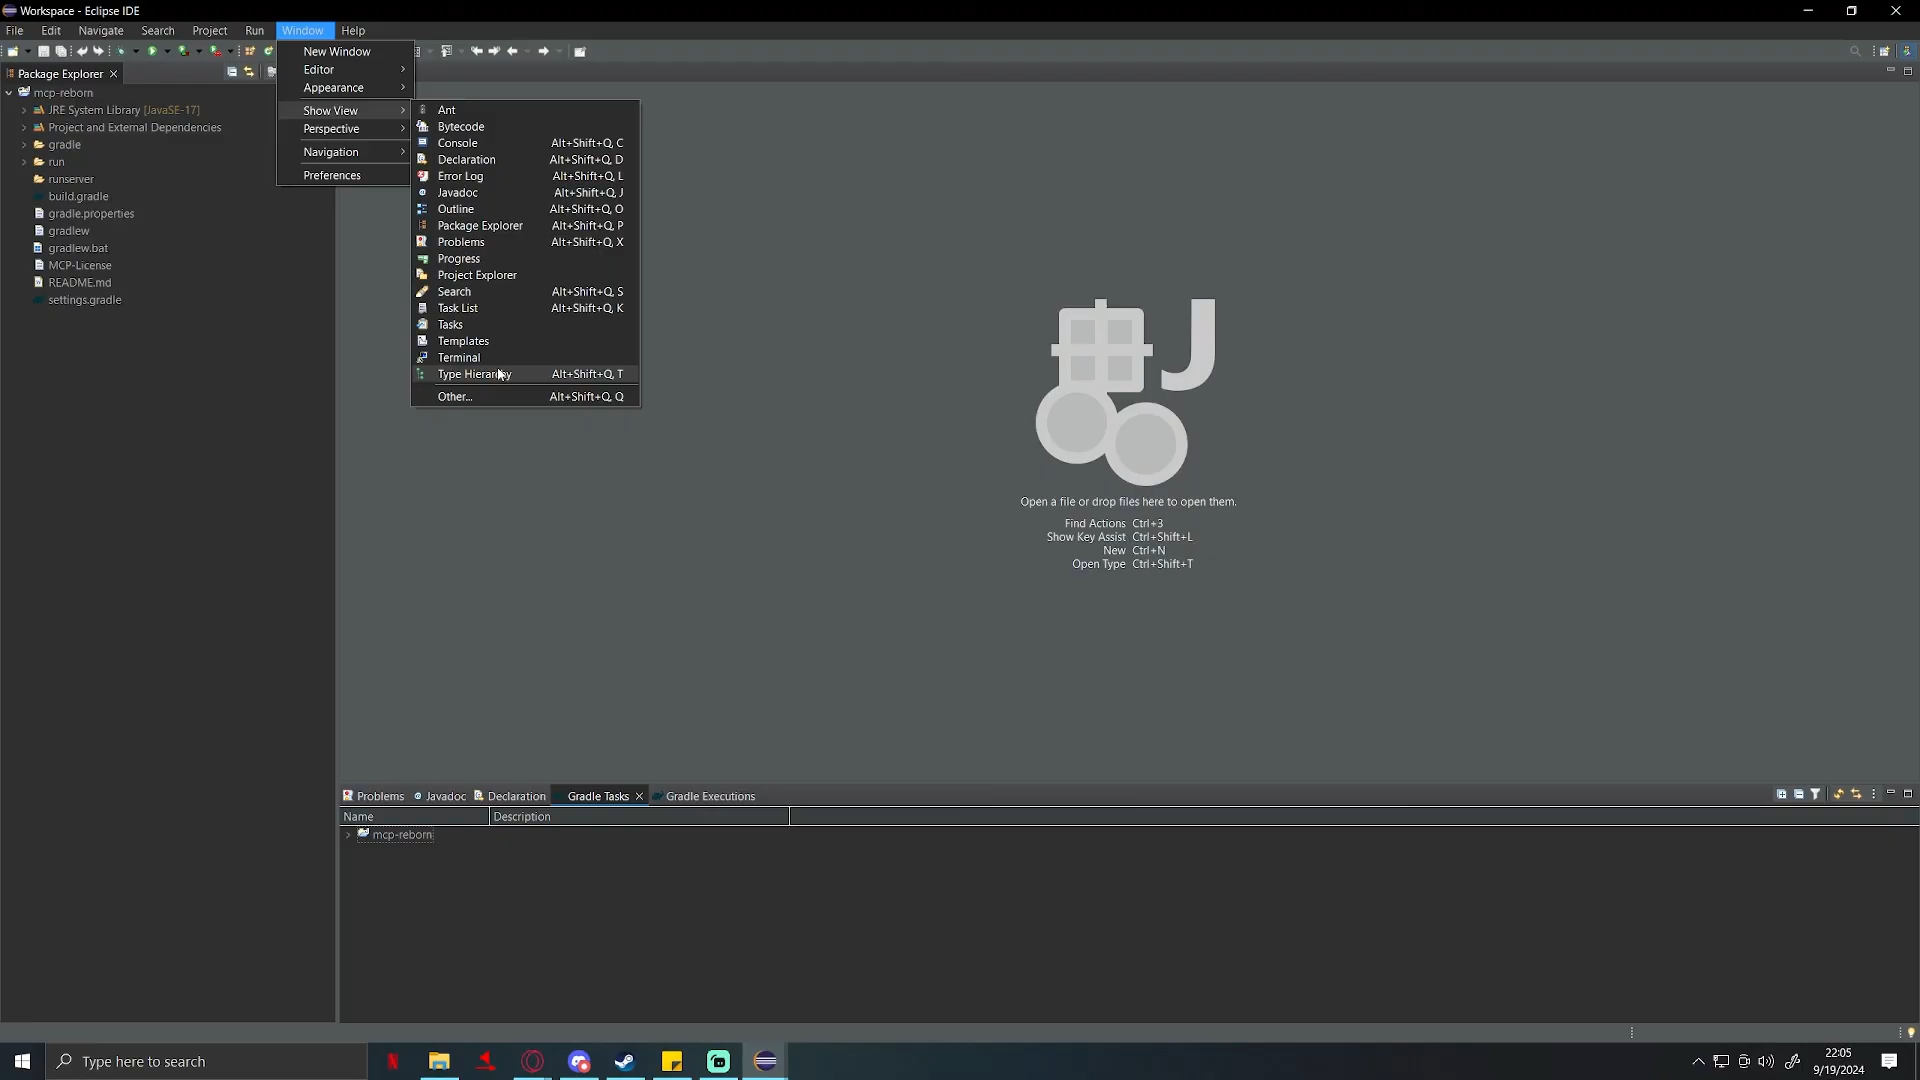 Workspace - Eclipse IDE
File Edit Navigate Search Project Run Window Help
Package Explorer
mcp-reborn
JRE System Library [JavaSE-17]
Project and External Dependencies
gradle
run
runserver
build.gradle
gradle.properties
gradlew
gradlew.bat
MCP-License
README.md
settings.gradle
New Window
Editor
Appearance
Show View
Perspective
Navigation
Preferences
Ant
Bytecode
Console Alt+Shift+Q, C
Declaration Alt+Shift+Q, D
Error Log Alt+Shift+Q, L
Javadoc Alt+Shift+Q, J
Outline Alt+Shift+Q, O
Package Explorer Alt+Shift+Q, P
Problems Alt+Shift+Q, X
Progress
Project Explorer
Search Alt+Shift+Q, S
Task List Alt+Shift+Q, K
Tasks
Templates
Terminal
Type Hierarchy Alt+Shift+Q, T
Other... Alt+Shift+Q, Q
J
Open a file or drop files here to open them.
Find Actions Ctrl+3
Show Key Assist Ctrl+Shift+L
New Ctrl+N
Open Type Ctrl+Shift+T
Problems Javadoc Declaration Gradle Tasks Gradle Executions
Name Description
mcp-reborn
Type here to search
22:05
9/19/2024